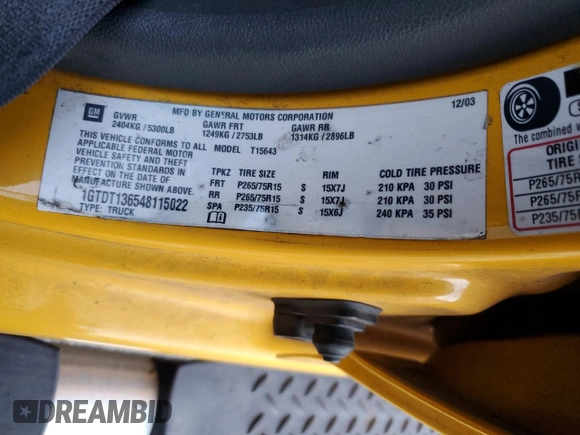 GM
MFD BY GENERAL MOTORS CORPORATION
12/03
GVWR GAWR FRT GAWR RR
2404KG / 5300LB 1249KG / 2753LB 1314KG / 2896LB
THIS VEHICLE CONFORMS TO ALL
APPLICABLE FEDERAL MOTOR
VEHICLE SAFETY AND THEFT
PREVENTION STANDARDS IN
EFFECT ON THE DATE OF
MANUFACTURE SHOWN ABOVE.
1GTDT136548115022
TYPE: TRUCK
MODEL T15643
TPKZ TIRE SIZE RIM COLD TIRE PRESSURE
FRT P265/75R15 S 15X7J 210 KPA 30 PSI
RR P265/75R15 S 15X7J 210 KPA 30 PSI
SPA P235/75R15 S 15X6J 240 KPA 35 PSI
The combined w
ORIGI
TIRE
P265/75R
P265/75R
P235/75
DREAMBID